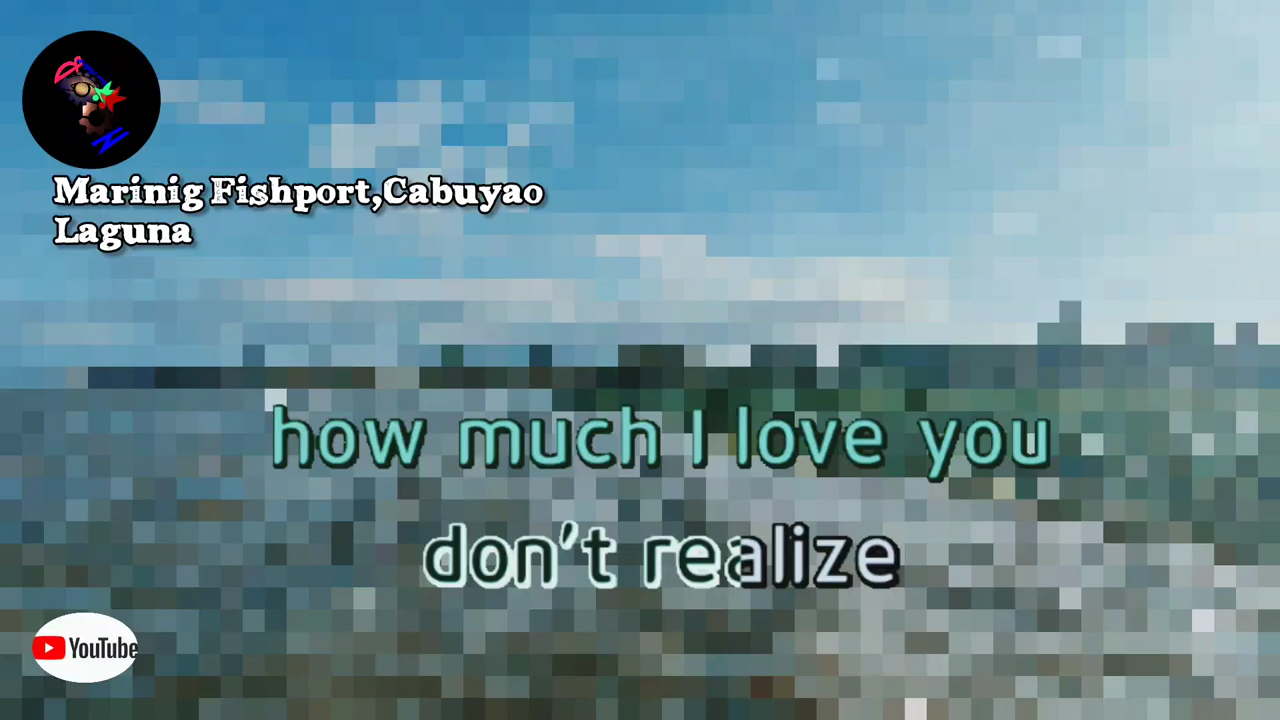 Marinig Fishport,Cabuyao
Laguna
how much I love you
don't realize
YouTube